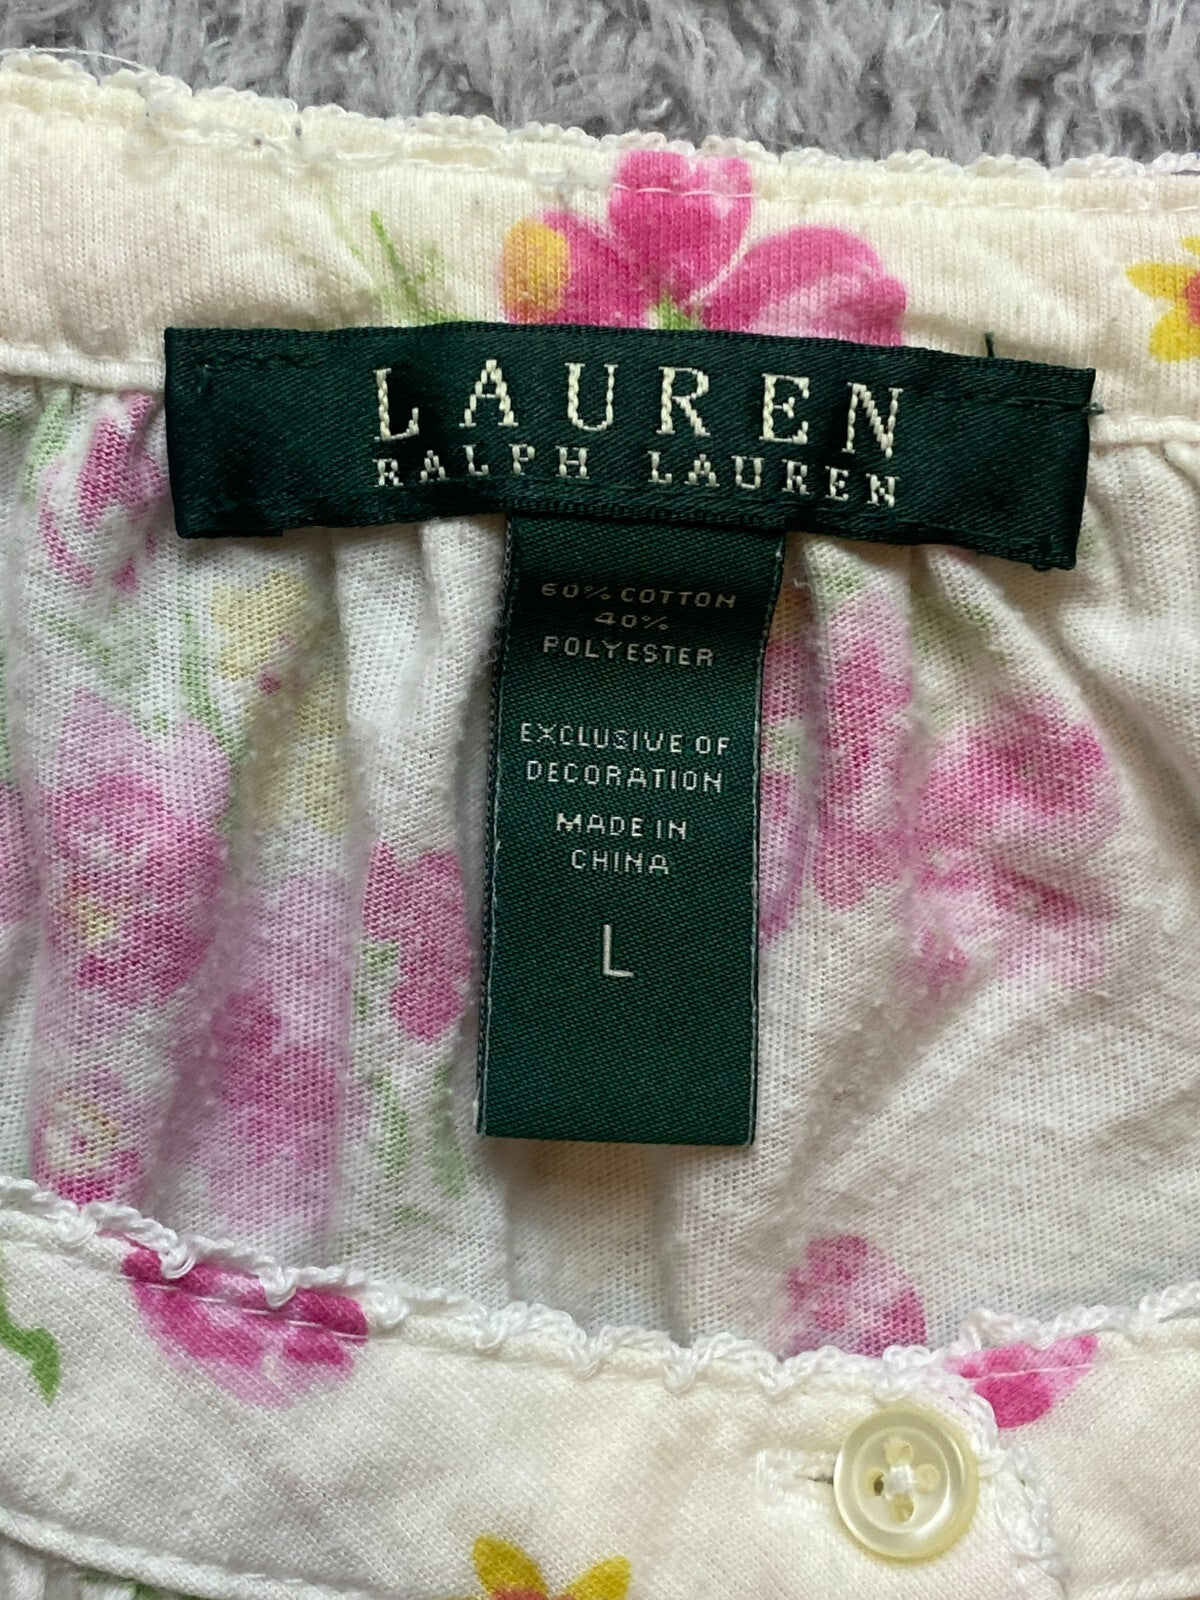 LAUREN
RALPH LAUREN
60% COTTON
40%
POLYESTER
EXCLUSIVE OF
DECORATION
MADE IN
CHINA
L